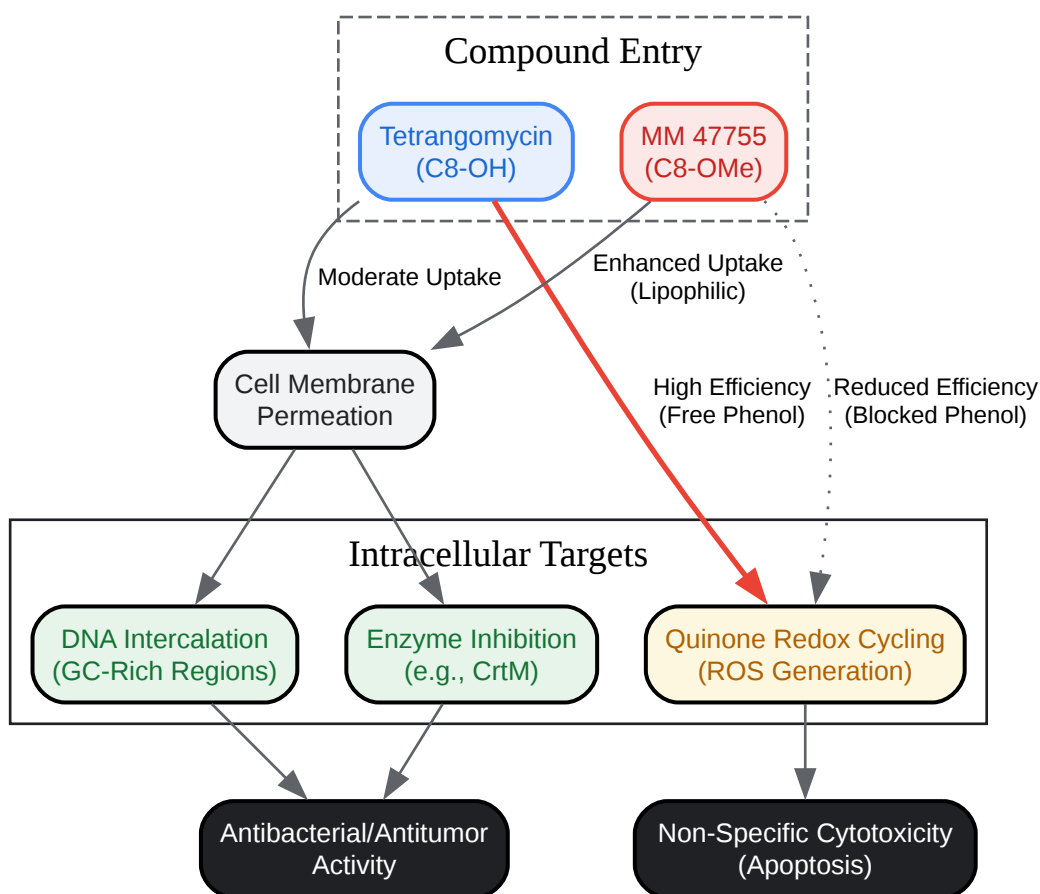 Compound Entry
Tetrangomycin
(C8-OH)
MM 47755
(C8-OMe)
Moderate Uptake
Enhanced Uptake
(Lipophilic)
Cell Membrane
Permeation
High Efficiency
(Free Phenol)
Reduced Efficiency
(Blocked Phenol)
Intracellular Targets
DNA Intercalation
(GC-Rich Regions)
Enzyme Inhibition
(e.g., CrtM)
Quinone Redox Cycling
(ROS Generation)
Antibacterial/Antitumor
Activity
Non-Specific Cytotoxicity
(Apoptosis)